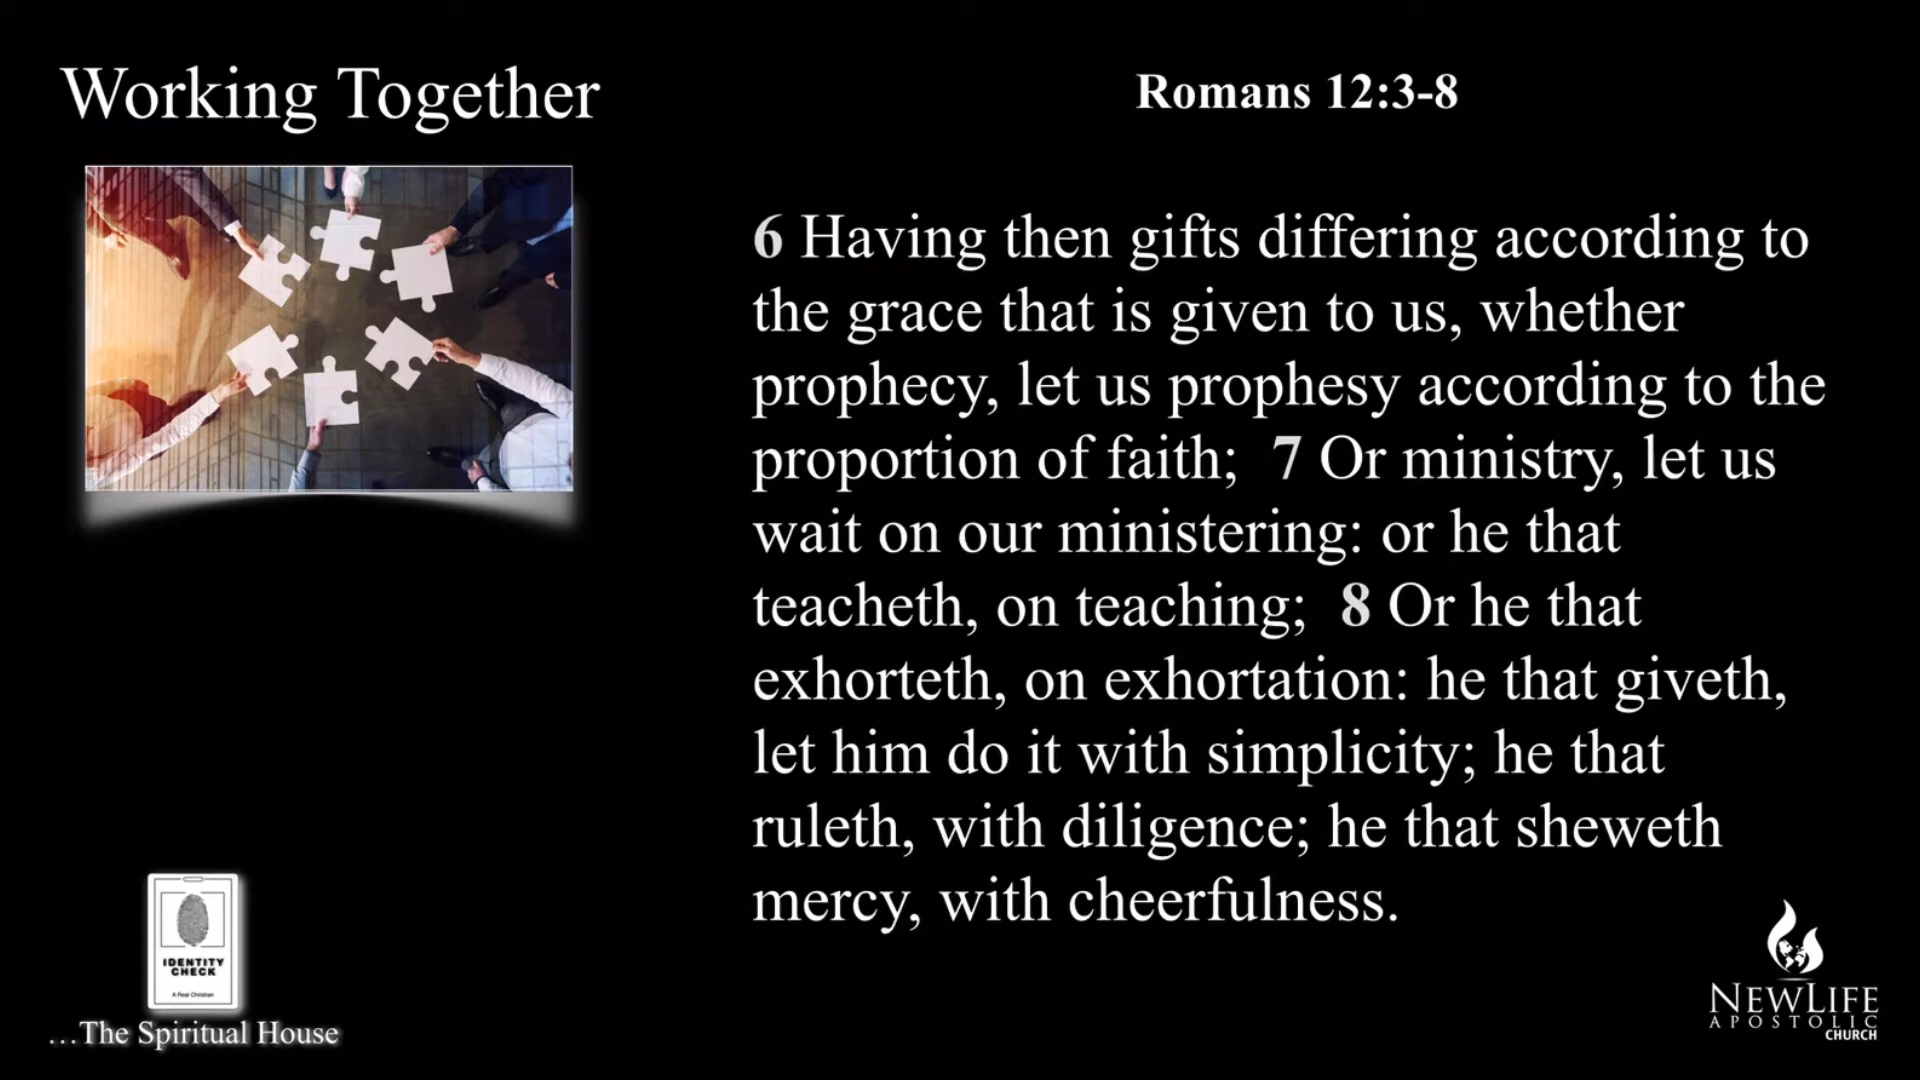 Working Together
Romans 12:3-8
6 Having then gifts differing according to
the grace that is given to us, whether
prophecy, let us prophesy according to the
proportion of faith;  7 Or ministry, let us
wait on our ministering: or he that
teacheth, on teaching;  8 Or he that
exhorteth, on exhortation: he that giveth,
let him do it with simplicity; he that
ruleth, with diligence; he that sheweth
mercy, with cheerfulness.
IDENTITY
CHECK
A Real Christian
…The Spiritual House
NEWLIFE
APOSTOLIC
CHURCH